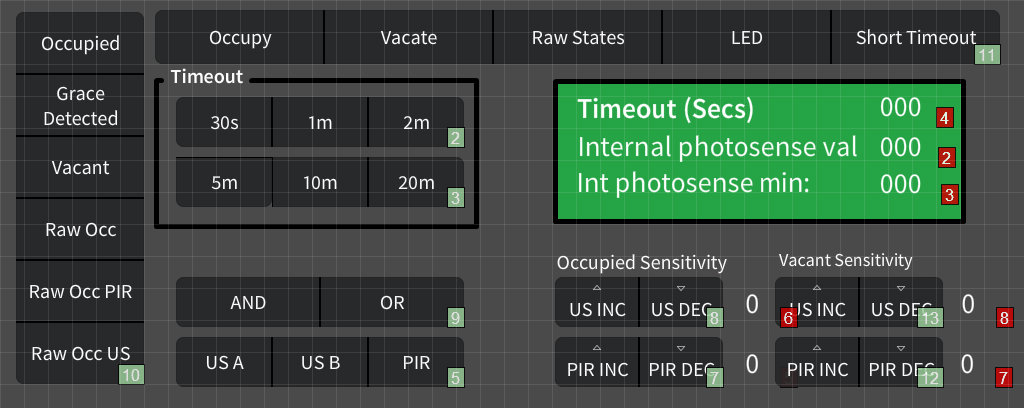 Occupied
Grace
Detected
Vacant
Raw Occ
Raw Occ PIR
Raw Occ US
10
Occupy
Vacate
Raw States
LED
Short Timeout
11
Timeout
30s
1m
2m
2
5m
10m
20m
3
Timeout (Secs)
000
4
Internal photosense val
000
2
Int photosense min:
000
3
AND
OR
9
US A
US B
PIR
5
Occupied Sensitivity
US INC
US DEC
8
0
6
PIR INC
PIR DEC
7
0
Vacant Sensitivity
US INC
US DEC
13
0
8
PIR INC
PIR DEC
12
0
7